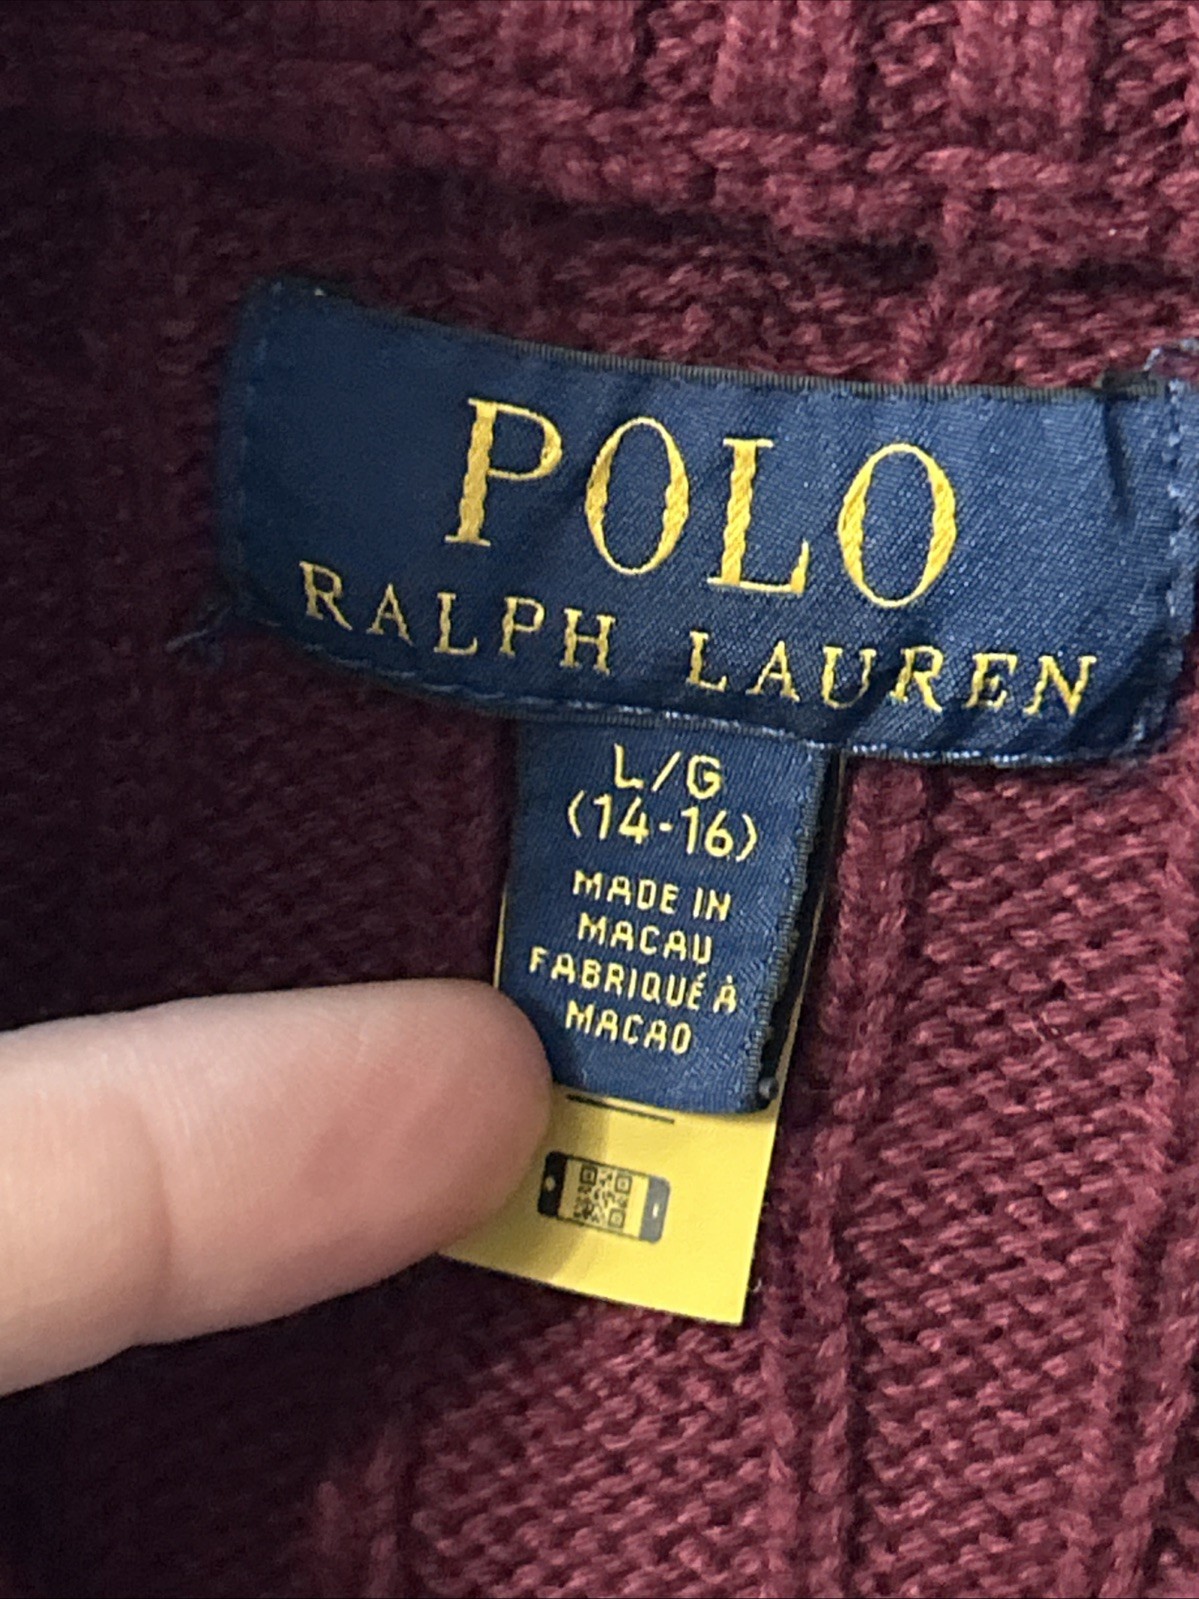 POLO
RALPH LAUREN
L/G
(14-16)
MADE IN
MACAU
FABRIQUÉ À
MACAO